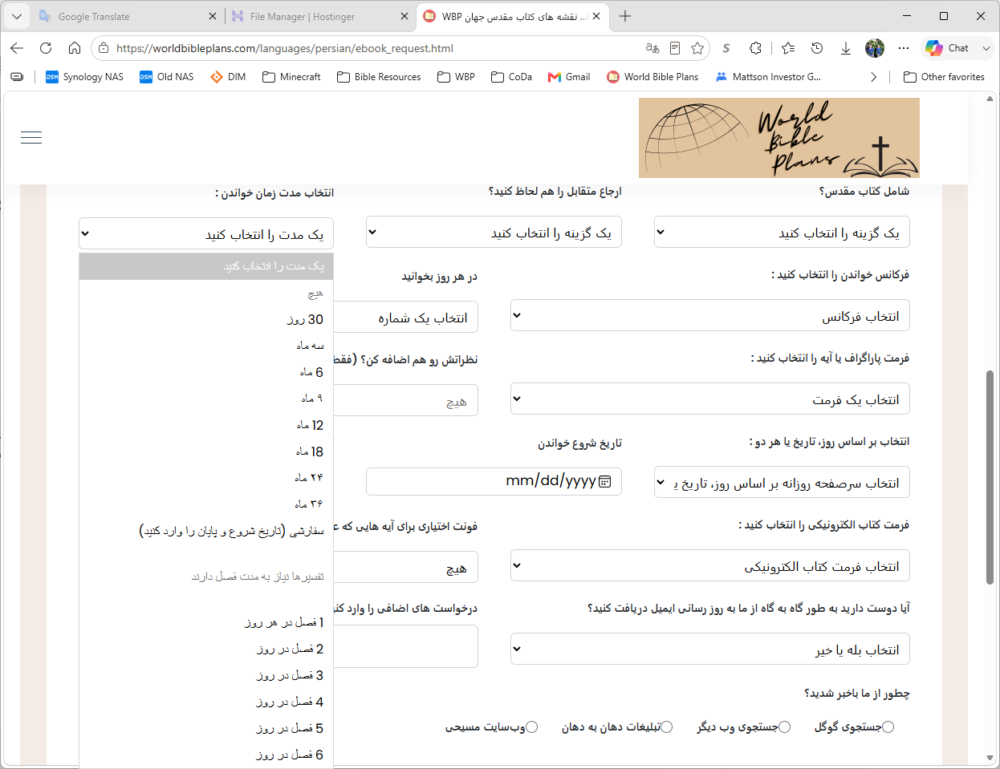 Google Translate
File Manager | Hostinger
WBP نقشه های کتاب مقدس جهان ...
https://worldbibleplans.com/languages/persian/ebook_request.html
Chat
Synology NAS
Old NAS
DIM
Minecraft
Bible Resources
WBP
CoDa
Gmail
World Bible Plans
Mattson Investor G...
Other favorites
World
Bible
Plans
شامل کتاب مقدس؟
ارجاع متقابل را هم لحاظ کنید؟
انتخاب مدت زمان خواندن :
یک گزینه را انتخاب کنید
یک گزینه را انتخاب کنید
یک مدت را انتخاب کنید
یک مدت را انتخاب کنید
هیچ
30 روز
سه ماه
6 ماه
۹ ماه
12 ماه
18 ماه
۲۴ ماه
۳۶ ماه
سفارشی (تاریخ شروع و پایان را وارد کنید)
تفسیرها نیاز به مدت فصل دارند
1 فصل در هر روز
2 فصل در روز
3 فصل در روز
4 فصل در روز
5 فصل در روز
6 فصل در روز
فرکانس خواندن را انتخاب کنید :
در هر روز بخوانید
انتخاب فرکانس
انتخاب یک شماره
فرمت پاراگراف یا آیه را انتخاب کنید :
نظراتش رو هم اضافه کن؟ (فقط
انتخاب یک فرمت
هیچ
انتخاب بر اساس روز، تاریخ یا هر دو :
تاریخ شروع خواندن
انتخاب سرصفحه روزانه بر اساس روز، تاریخ ی
mm/dd/yyyy
فرمت کتاب الکترونیکی را انتخاب کنید :
فونت اختیاری برای آیه هایی که ع
انتخاب فرمت کتاب الکترونیکی
هیچ
آیا دوست دارید به طور گاه به گاه از ما به روز رسانی ایمیل دریافت کنید؟
درخواست های اضافی را وارد کنی
انتخاب بله یا خیر
چطور از ما باخبر شدید؟
جستجوی گوگل
جستجوی وب دیگر
تبلیغات دهان به دهان
وب‌سایت مسیحی